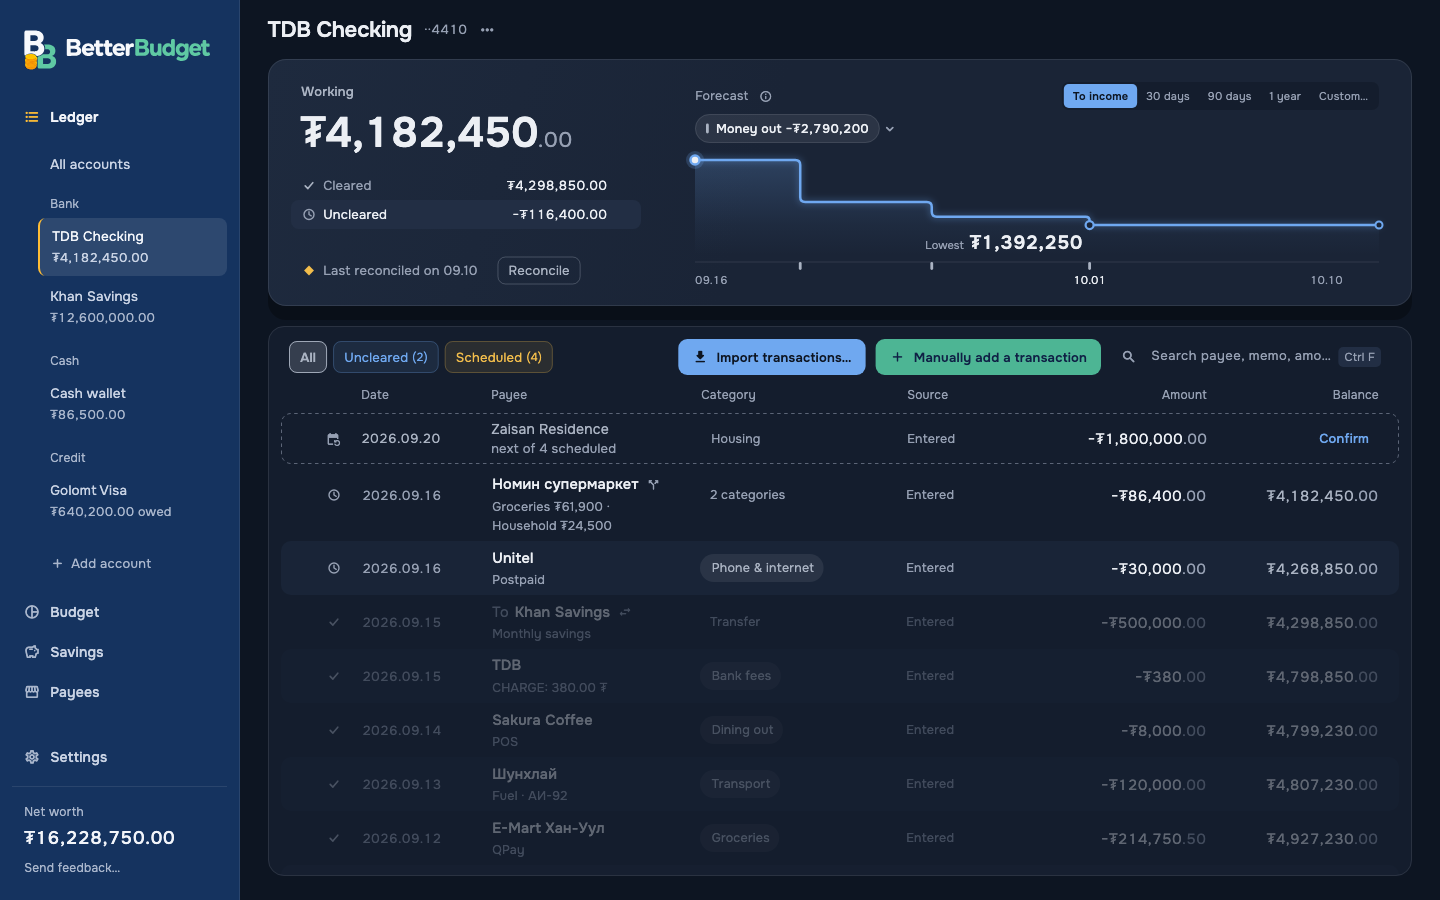 TDB Checking ··4410 •••
BetterBudget
Ledger
All accounts
Bank
TDB Checking
₮4,182,450.00
Khan Savings
₮12,600,000.00
Cash
Cash wallet
₮86,500.00
Credit
Golomt Visa
₮640,200.00 owed
+ Add account
Budget
Savings
Payees
Settings
Net worth
₮16,228,750.00
Send feedback...
Working
₮4,182,450.00
Cleared ₮4,298,850.00
Uncleared -₮116,400.00
Last reconciled on 09.10 Reconcile
Forecast
To income 30 days 90 days 1 year Custom...
Money out -₮2,790,200
Lowest ₮1,392,250
09.16 10.01 10.10
All Uncleared (2) Scheduled (4) Import transactions... + Manually add a transaction Search payee, memo, amo... Ctrl F
Date Payee Category Source Amount Balance
2026.09.20 Zaisan Residence Housing Entered -₮1,800,000.00 Confirm
next of 4 scheduled
2026.09.16 Номин супермаркет 2 categories Entered -₮86,400.00 ₮4,182,450.00
Groceries ₮61,900 ·
Household ₮24,500
2026.09.16 Unitel Phone & internet Entered -₮30,000.00 ₮4,268,850.00
Postpaid
2026.09.15 To Khan Savings Transfer Entered -₮500,000.00 ₮4,298,850.00
Monthly savings
2026.09.15 TDB Bank fees Entered -₮380.00 ₮4,798,850.00
CHARGE: 380.00 ₮
2026.09.14 Sakura Coffee Dining out Entered -₮8,000.00 ₮4,799,230.00
POS
2026.09.13 Шунхлай Transport Entered -₮120,000.00 ₮4,807,230.00
Fuel · АИ-92
2026.09.12 E-Mart Хан-Уул Groceries Entered -₮214,750.50 ₮4,927,230.00
QPay